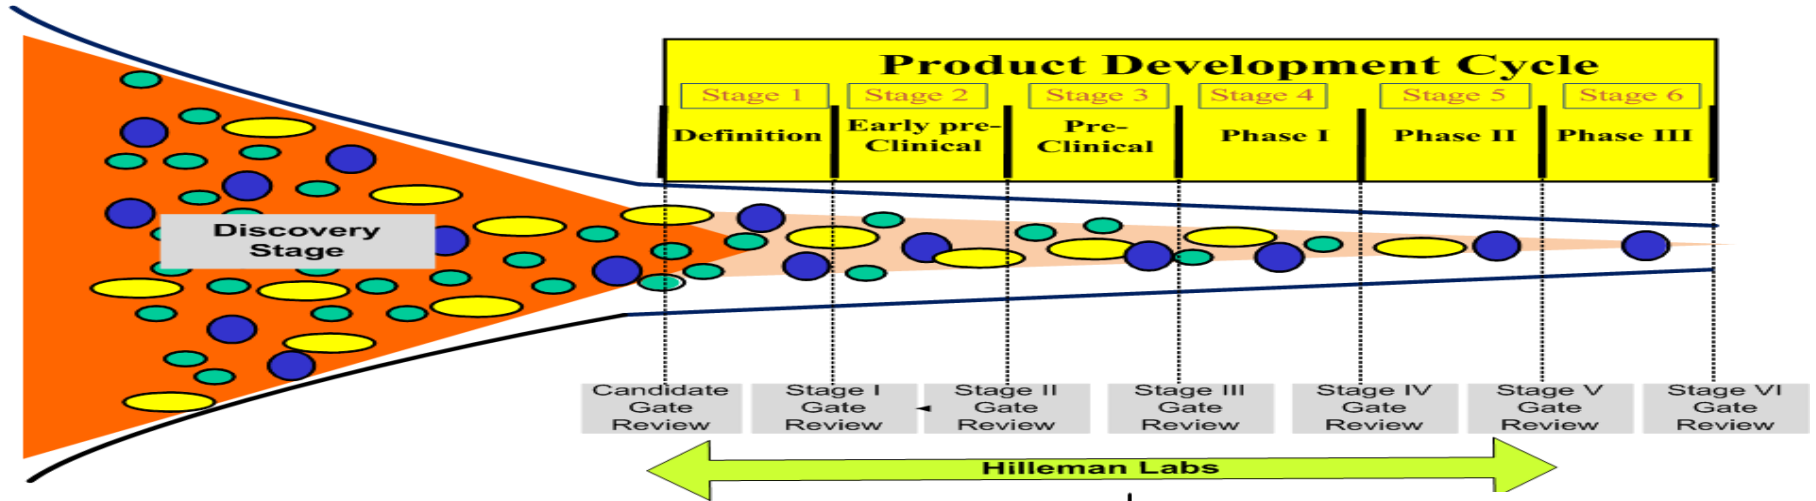 Product Development Cycle
Stage 1
Stage 2
Stage 3
Stage 4
Stage 5
Stage 6
Definition
Early pre-
Clinical
Pre-
Clinical
Phase I
Phase II
Phase III
Discovery
Stage
Candidate
Gate
Review
Stage I
Gate
Review
Stage II
Gate
Review
Stage III
Gate
Review
Stage IV
Gate
Review
Stage V
Gate
Review
Stage VI
Gate
Review
Hilleman Labs